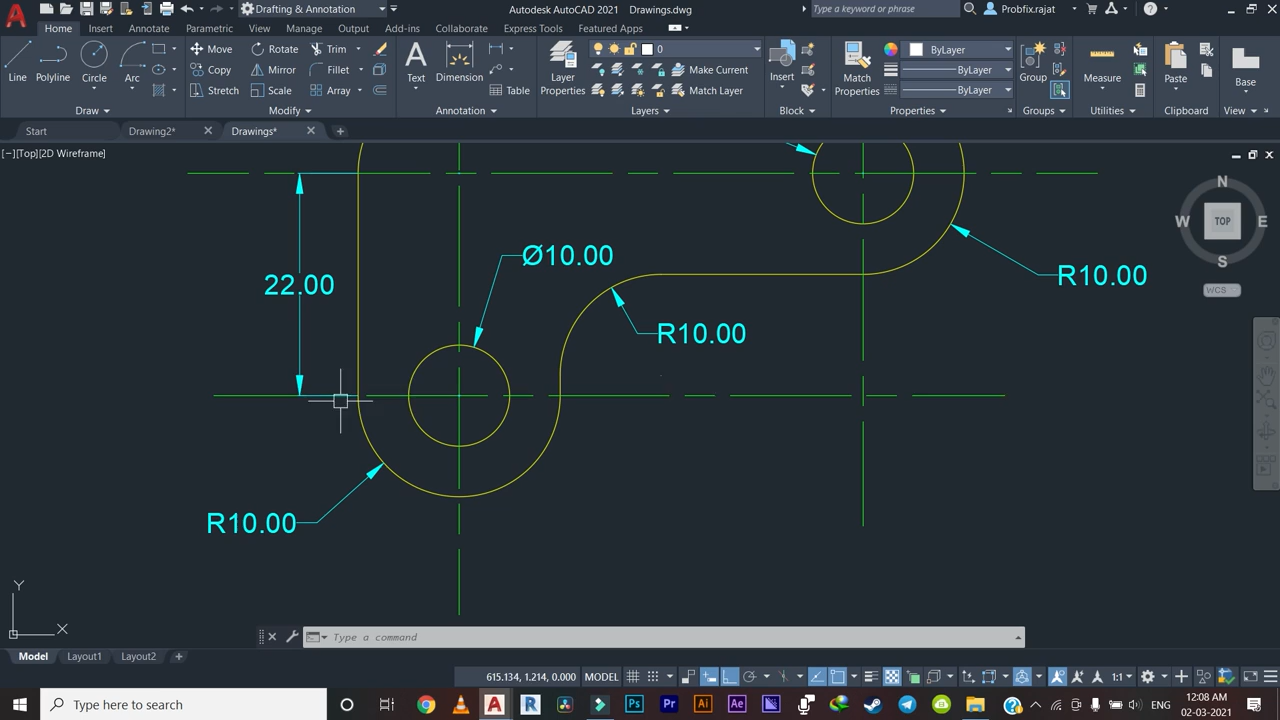 Drafting & Annotation
Autodesk AutoCAD 2021 Drawings.dwg
Type a keyword or phrase
Probfix.rajat
Home Insert Annotate Parametric View Manage Output Add-ins Collaborate Express Tools Featured Apps
Line Polyline Circle Arc
Move Rotate Trim
Copy Mirror Fillet
Stretch Scale Array
Text Dimension Table
Layer Properties
0
Make Current
Match Layer
Insert
Match Properties
ByLayer
ByLayer
ByLayer
Group
Measure
Paste
Base
Draw Modify Annotation Layers Block Properties Groups Utilities Clipboard View
Start Drawing2* Drawings*
[−][Top][2D Wireframe]
N
W TOP E
S
WCS
Ø10.00
22.00
R10.00
R10.00
R10.00
Y
X
Type a command
Model Layout1 Layout2 +
615.134, 1.214, 0.000 MODEL 1:1
Type here to search
ENG
12:08 AM
02-03-2021